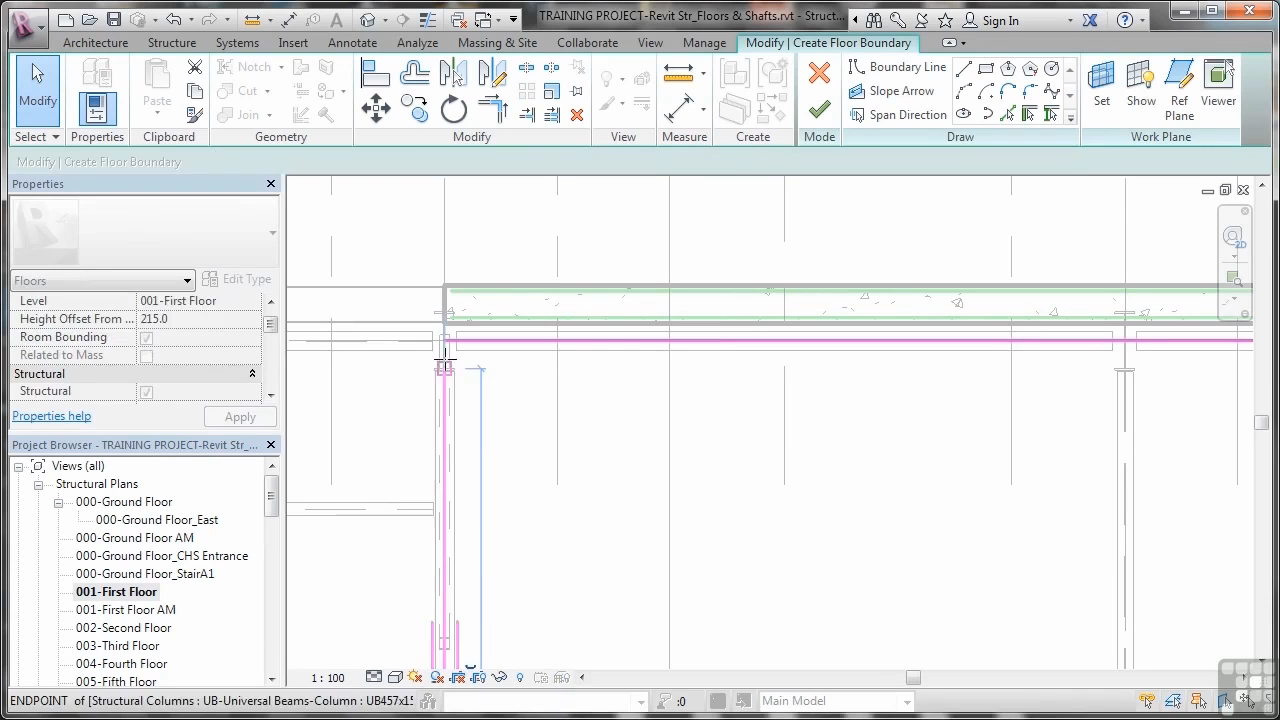 TRAINING PROJECT-Revit Str_Floors & Shafts.rvt - Struct...
Sign In
Architecture Structure Systems Insert Annotate Analyze Massing & Site Collaborate View Manage Modify | Create Floor Boundary
Modify
Select
Properties
Paste
Clipboard
Notch
Cut
Join
Geometry
Modify
View
Measure
Create
Mode
Boundary Line
Slope Arrow
Span Direction
Draw
Set
Show
Ref Plane
Viewer
Work Plane
Modify | Create Floor Boundary
Properties
Floors
Edit Type
Level 001-First Floor
Height Offset From ... 215.0
Room Bounding
Related to Mass
Structural
Structural
Properties help
Apply
Project Browser - TRAINING PROJECT-Revit Str_...
Views (all)
Structural Plans
000-Ground Floor
000-Ground Floor_East
000-Ground Floor AM
000-Ground Floor_CHS Entrance
000-Ground Floor_StairA1
001-First Floor
001-First Floor AM
002-Second Floor
003-Third Floor
004-Fourth Floor
005-Fifth Floor
2D
1 : 100
ENDPOINT of [Structural Columns : UB-Universal Beams-Column : UB457x15
:0
Main Model